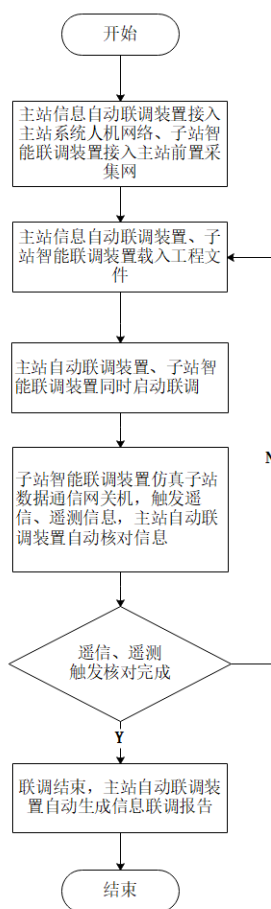 开始
主站信息自动联调装置接入
主站系统人机网络、子站智
能联调装置接入主站前置采
集网
主站信息自动联调装置、子
站智能联调装置载入工程文
件
主站自动联调装置、子站智
能联调装置同时启动联调
子站智能联调装置仿真子站
数据通信网关机，触发遥
信、遥测信息，主站自动联
调装置自动核对信息
N
遥信、遥测
触发核对完成
Y
联调结束，主站自动联调装
置自动生成信息联调报告
结束